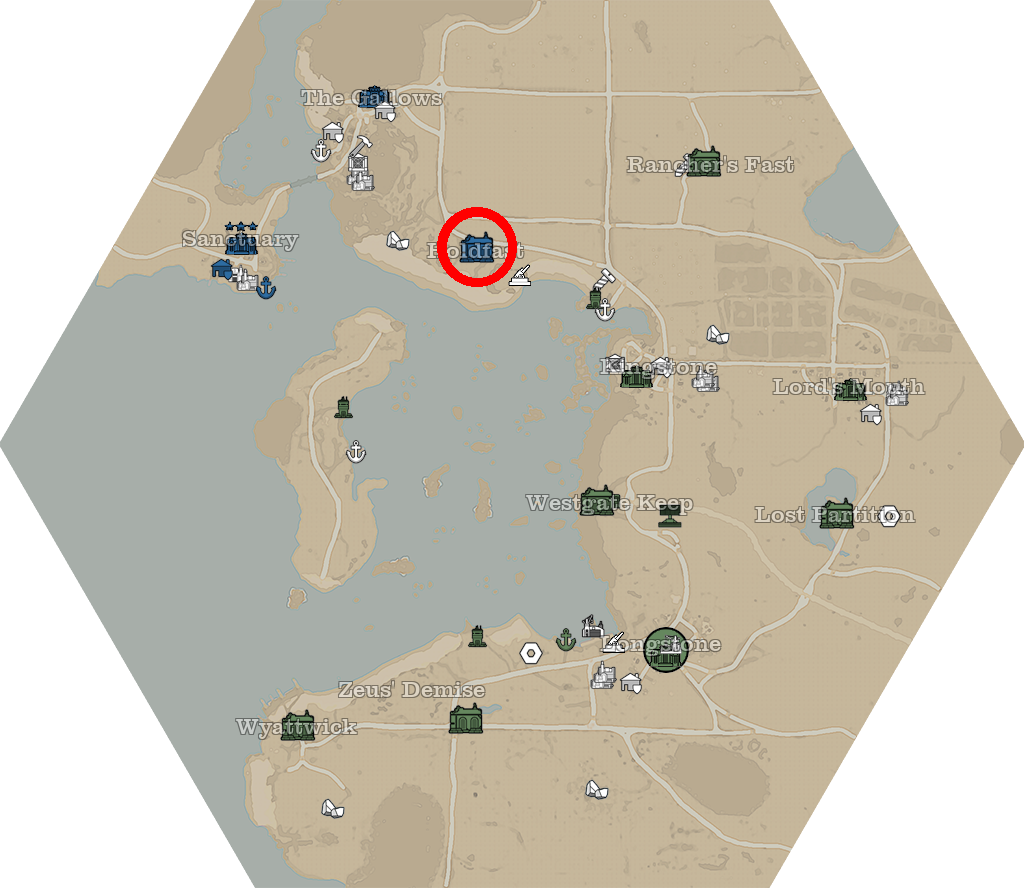 The Gallows
Rancher's Fast
Sanctuary
Holdfast
Kingstone
Lord's Mouth
Westgate Keep
Lost Partition
Longstone
Zeus' Demise
Wyattwick